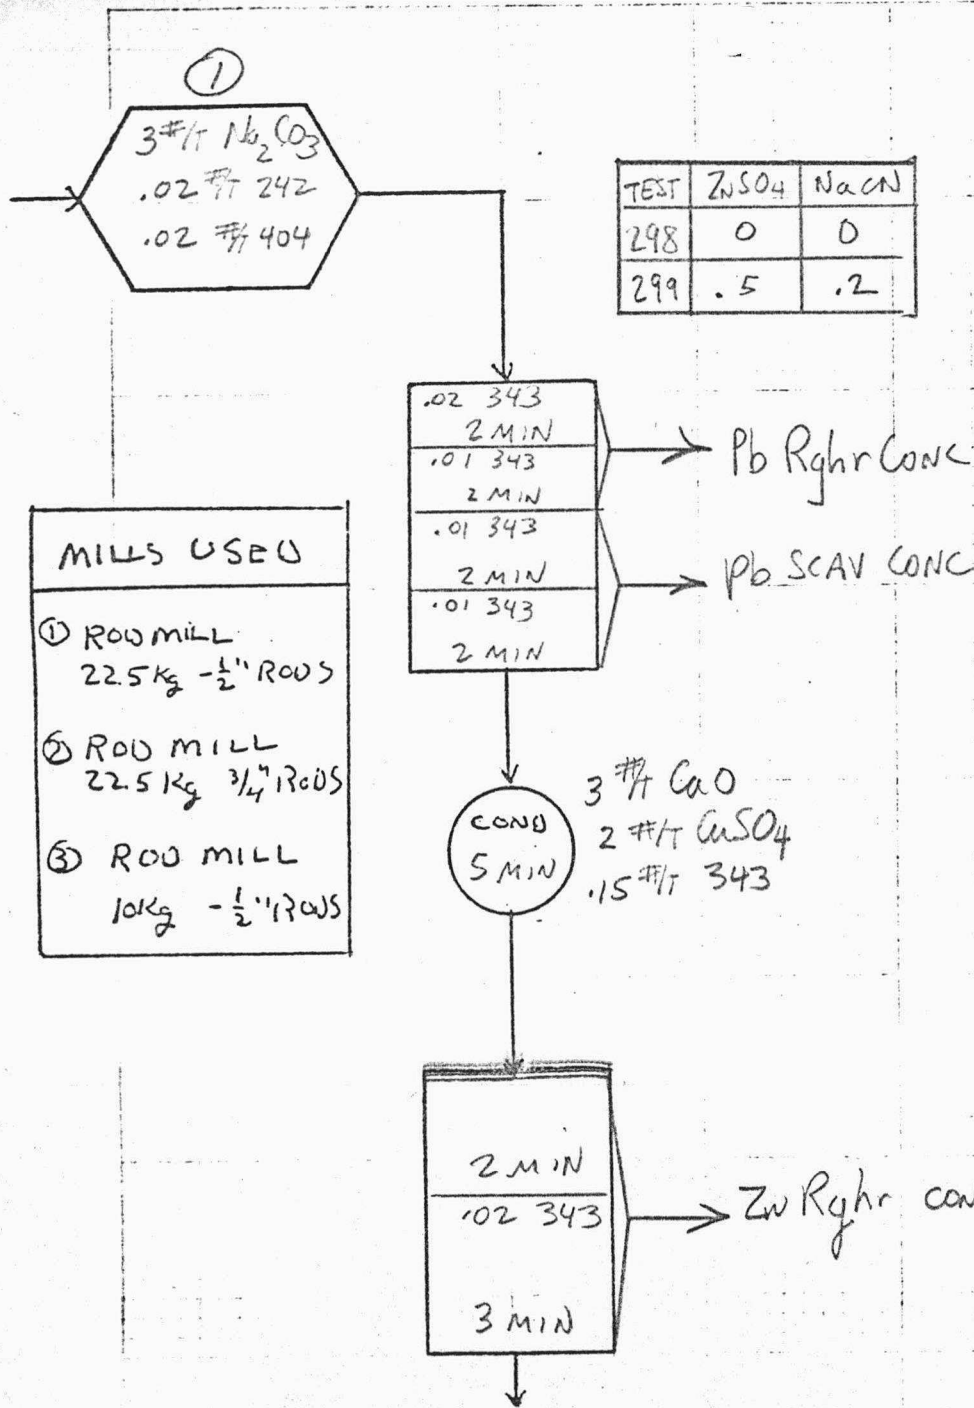 ①
3 #/T Na2CO3
.02 #/T 242
.02 #/T 404
TEST ZnSO4 NaCN
298 0 0
299 .5 .2
.02 343
2 MIN
.01 343
2 MIN
.01 343
2 MIN
.01 343
2 MIN
Pb Rghr CONC
Pb SCAV CONC
MILLS USED
① ROD MILL
22.5 Kg - 1/2" RODS
② ROD MILL
22.5 Kg 3/4" RODS
③ ROD MILL
10 Kg - 1/2" RODS
COND
5 MIN
3 #/T CaO
2 #/T CuSO4
.15 #/T 343
2 MIN
.02 343
3 MIN
Zn Rghr CON